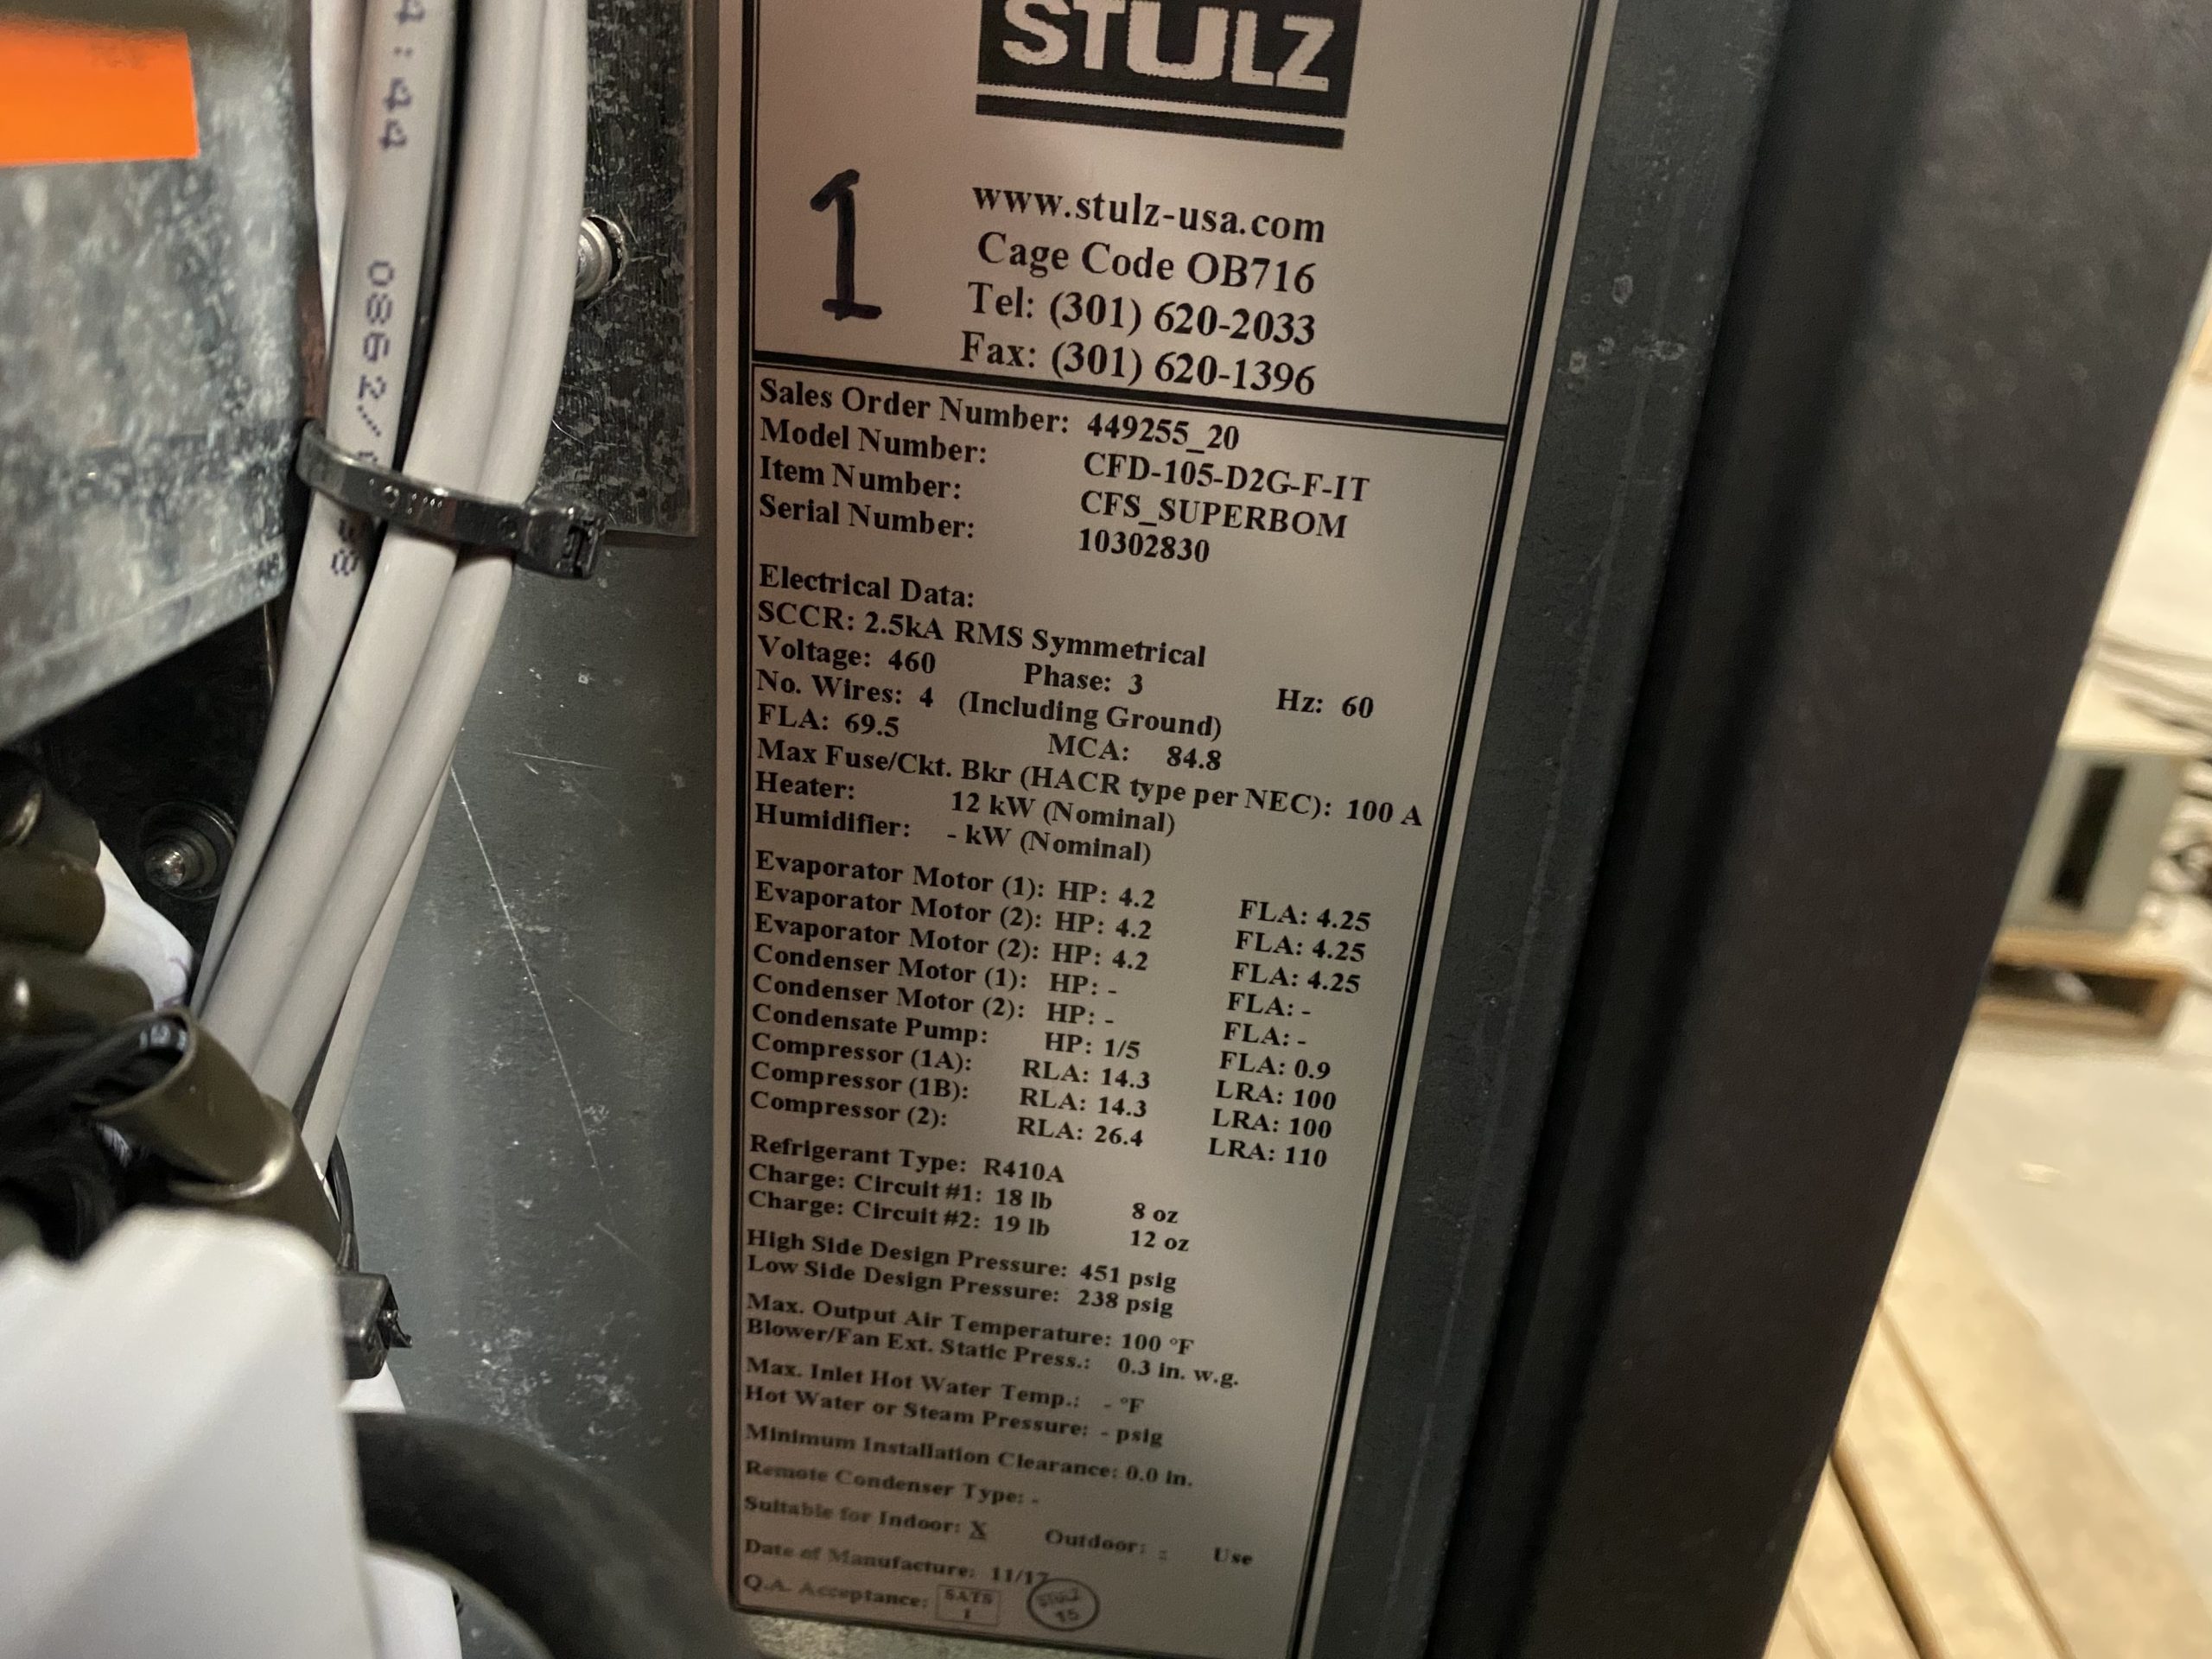 4:44
0862
STULZ
1
www.stulz-usa.com
Cage Code OB716
Tel: (301) 620-2033
Fax: (301) 620-1396
Sales Order Number: 449255_20
Model Number: CFD-105-D2G-F-IT
Item Number: CFS_SUPERBOM
Serial Number: 10302830
Electrical Data:
SCCR: 2.5kA RMS Symmetrical
Voltage: 460 Phase: 3 Hz: 60
No. Wires: 4 (Including Ground)
FLA: 69.5 MCA: 84.8
Max Fuse/Ckt. Bkr (HACR type per NEC): 100 A
Heater: 12 kW (Nominal)
Humidifier: - kW (Nominal)
Evaporator Motor (1): HP: 4.2 FLA: 4.25
Evaporator Motor (2): HP: 4.2 FLA: 4.25
Evaporator Motor (2): HP: 4.2 FLA: 4.25
Condenser Motor (1): HP: - FLA: -
Condenser Motor (2): HP: - FLA: -
Condensate Pump: HP: 1/5 FLA: 0.9
Compressor (1A): RLA: 14.3 LRA: 100
Compressor (1B): RLA: 14.3 LRA: 100
Compressor (2): RLA: 26.4 LRA: 110
Refrigerant Type: R410A
Charge: Circuit #1: 18 lb 8 oz
Charge: Circuit #2: 19 lb 12 oz
High Side Design Pressure: 451 psig
Low Side Design Pressure: 238 psig
Max. Output Air Temperature: 100 °F
Blower/Fan Ext. Static Press.: 0.3 in. w.g.
Max. Inlet Hot Water Temp.: - °F
Hot Water or Steam Pressure: - psig
Minimum Installation Clearance: 0.0 in.
Remote Condenser Type: -
Suitable for Indoor: X Outdoor: - Use
Date of Manufacture: 11/17
Q.A. Acceptance: SATS 1 STULZ 15